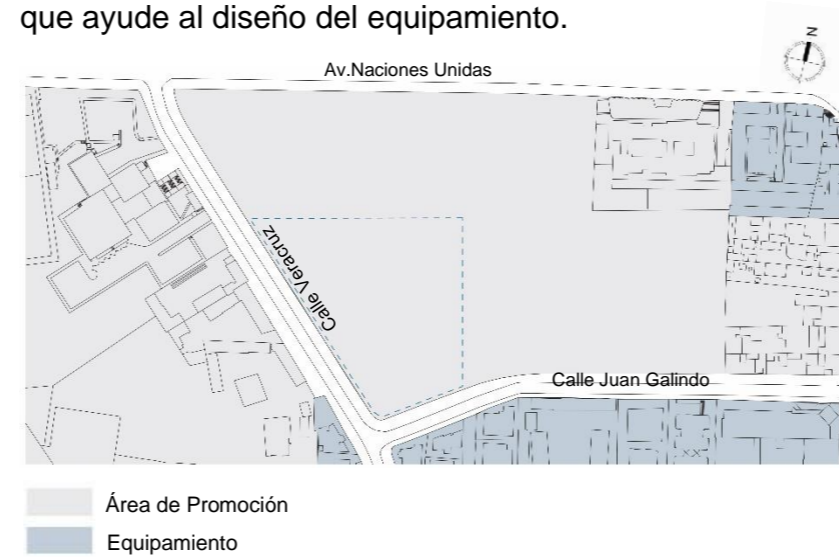 que ayude al diseño del equipamiento.
N
Av.Naciones Unidas
Calle Veracruz
Calle Juan Galindo
Área de Promoción
Equipamiento